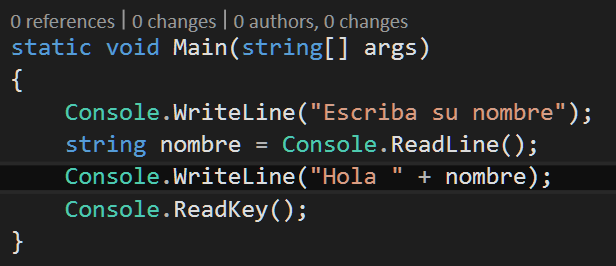 0 references | 0 changes | 0 authors, 0 changes
static void Main(string[] args)
{
    Console.WriteLine("Escriba su nombre");
    string nombre = Console.ReadLine();
    Console.WriteLine("Hola " + nombre);
    Console.ReadKey();
}